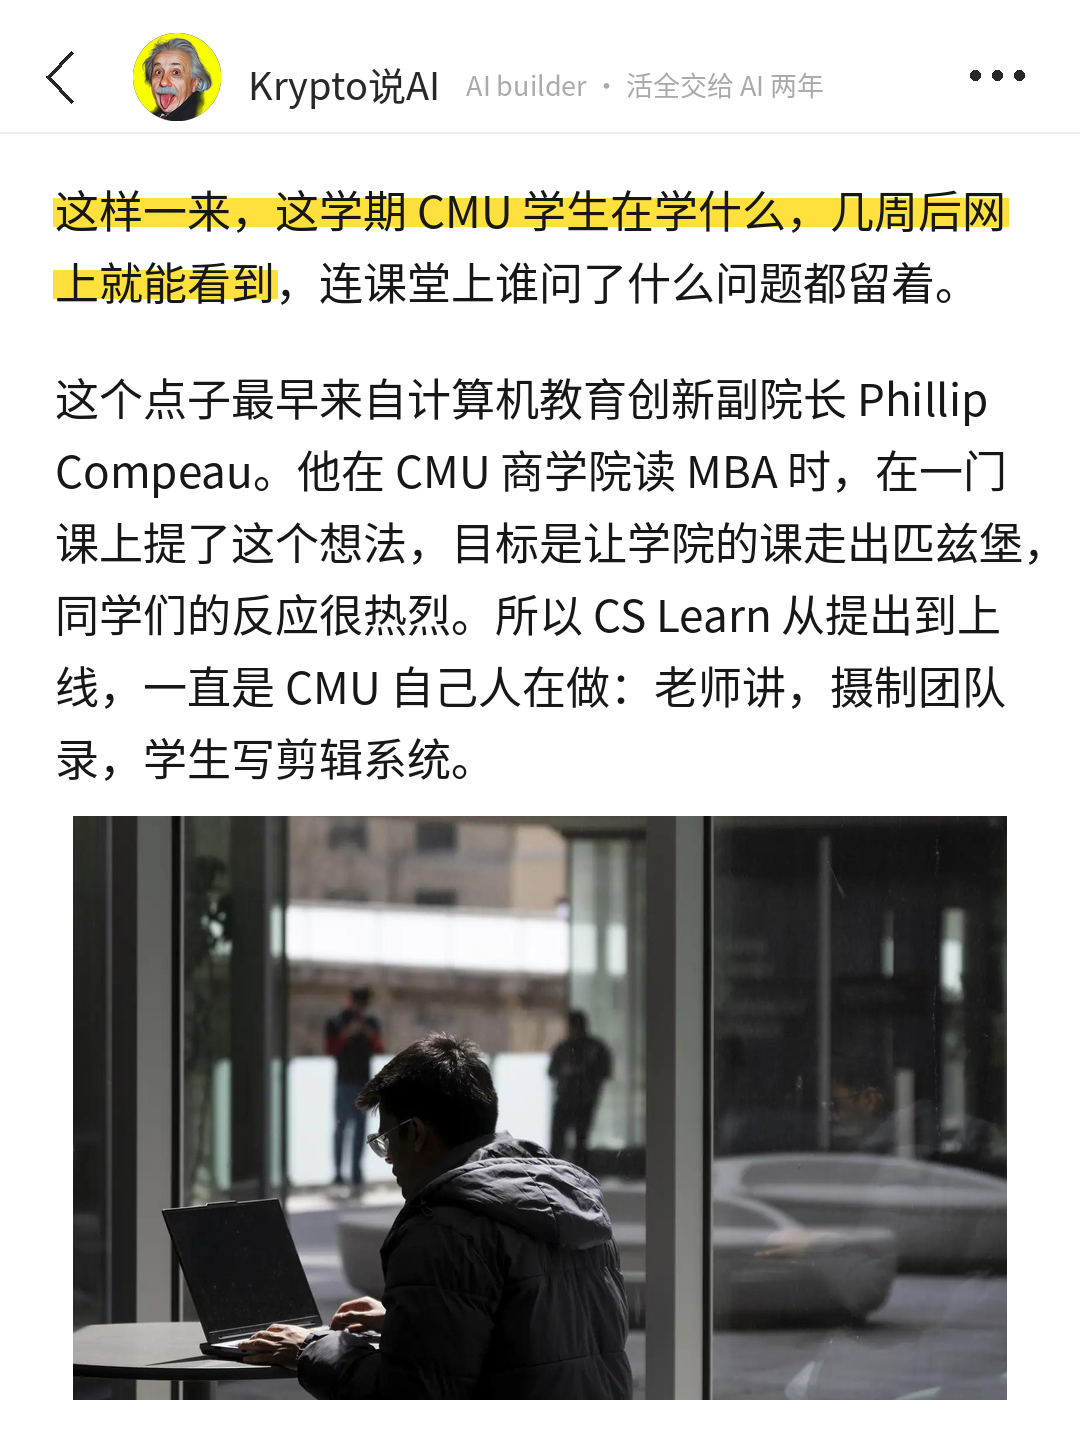 Krypto说AI AI builder · 活全交给 AI 两年
这样一来，这学期 CMU 学生在学什么，几周后网
上就能看到，连课堂上谁问了什么问题都留着。
这个点子最早来自计算机教育创新副院长 Phillip
Compeau。他在 CMU 商学院读 MBA 时，在一门
课上提了这个想法，目标是让学院的课走出匹兹堡，
同学们的反应很热烈。所以 CS Learn 从提出到上
线，一直是 CMU 自己人在做：老师讲，摄制团队
录，学生写剪辑系统。